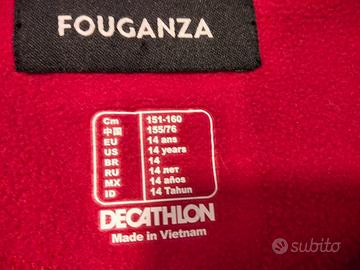 FOUGANZA
Cm 151-160
中国 155/76
EU 14 ans
US 14 years
BR 14
RU 14 лет
MX 14 años
ID 14 Tahun
DECATHLON
Made in Vietnam
subito